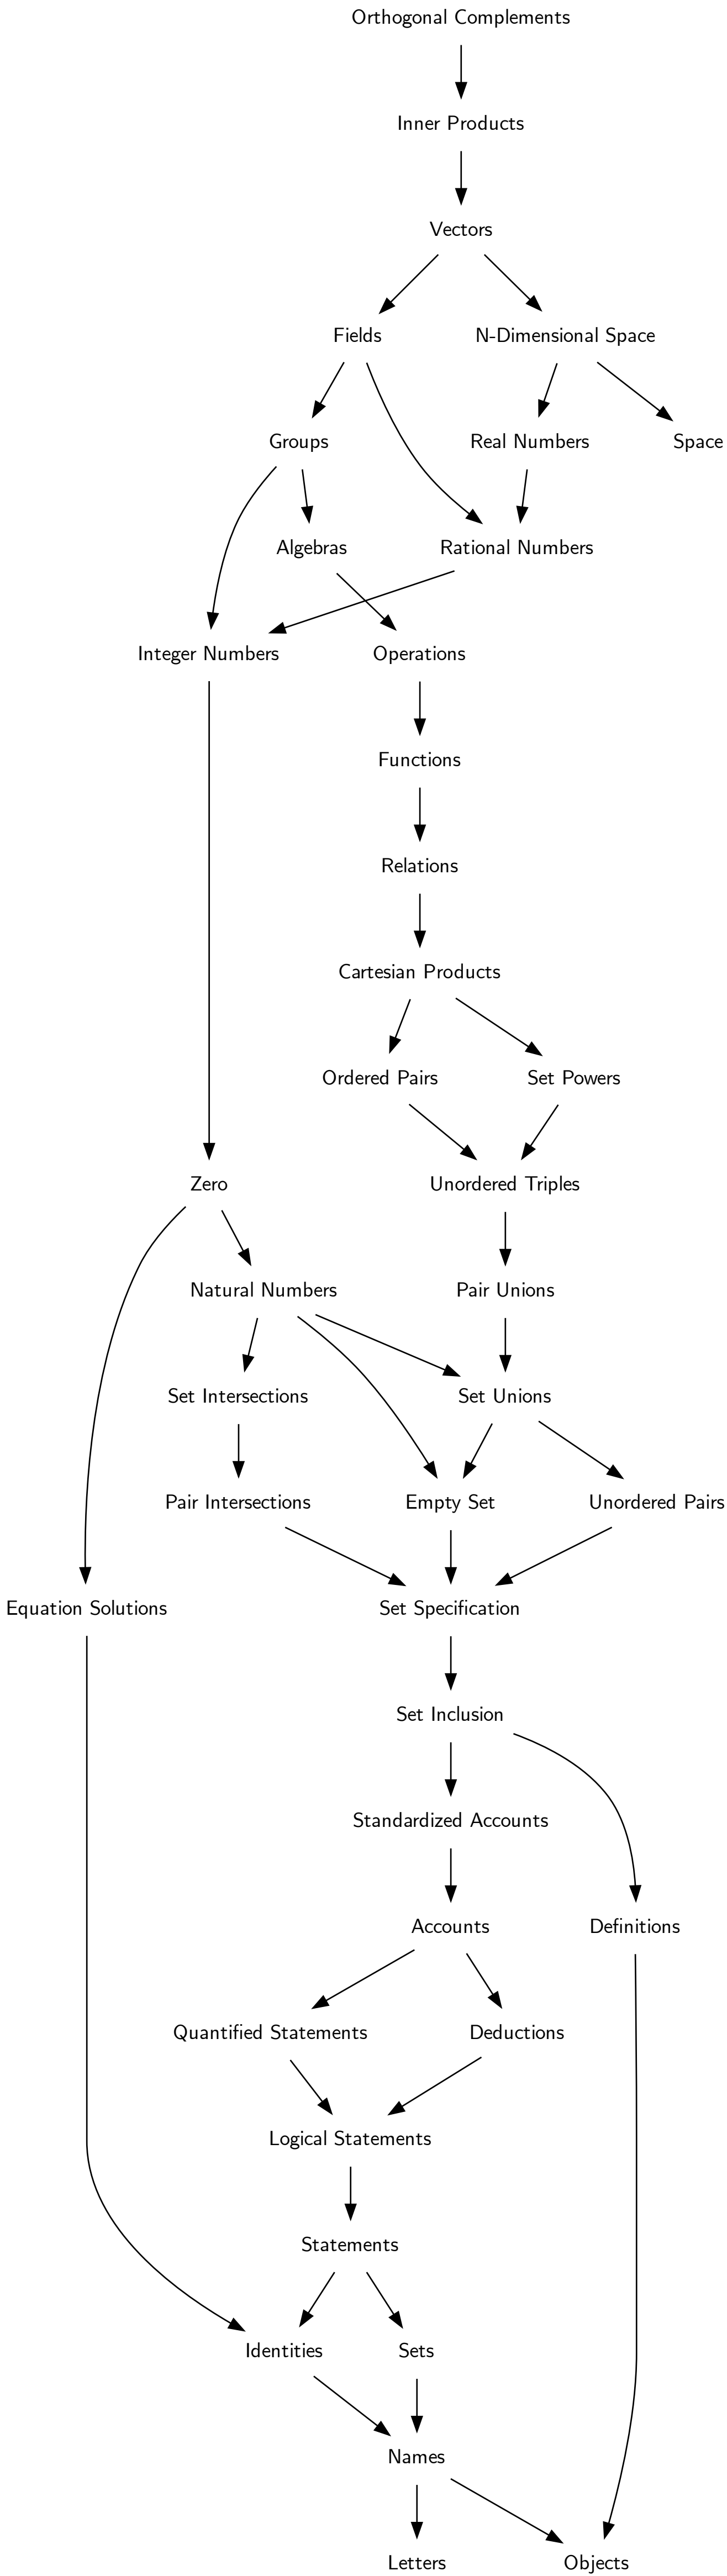 Orthogonal Complements
Inner Products
Vectors
Fields
N-Dimensional Space
Groups
Real Numbers
Space
Algebras
Rational Numbers
Integer Numbers
Operations
Functions
Relations
Cartesian Products
Ordered Pairs
Set Powers
Zero
Unordered Triples
Natural Numbers
Pair Unions
Set Intersections
Set Unions
Pair Intersections
Empty Set
Unordered Pairs
Equation Solutions
Set Specification
Set Inclusion
Standardized Accounts
Accounts
Definitions
Quantified Statements
Deductions
Logical Statements
Statements
Identities
Sets
Names
Letters
Objects